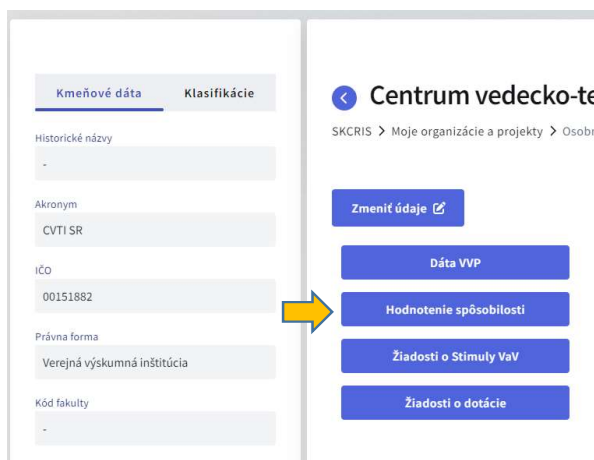 Kmeňové dáta
Klasifikácie
Historické názvy
-
Akronym
CVTI SR
IČO
00151882
Právna forma
Verejná výskumná inštitúcia
Kód fakulty
-
Centrum vedecko-te
SKCRIS > Moje organizácie a projekty > Osobn
Zmeniť údaje
Dáta VVP
Hodnotenie spôsobilosti
Žiadosti o Stimuly VaV
Žiadosti o dotácie